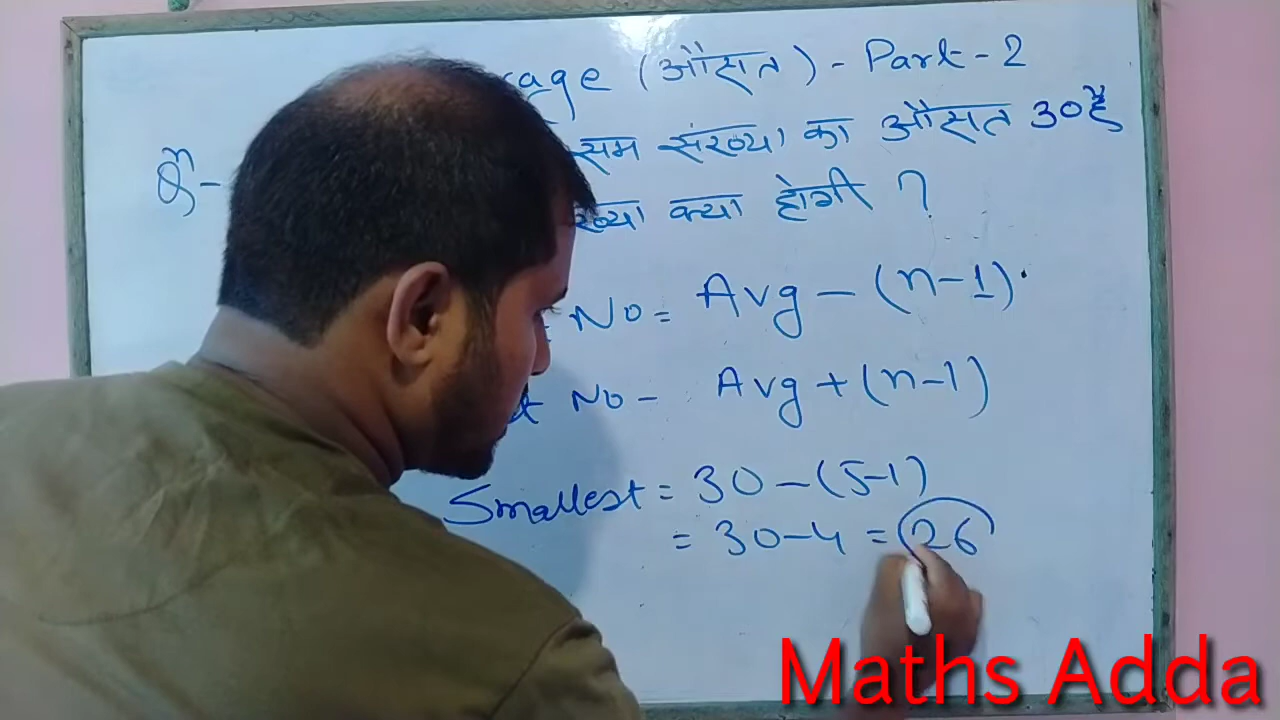 (औसत) - Part - 2
सम संख्या का औसत 30 है
क्या होगी ?
No = Avg - (n-1)
No - Avg + (n-1)
Smallest = 30 - (5-1)
= 30 - 4 = 26
Maths Adda